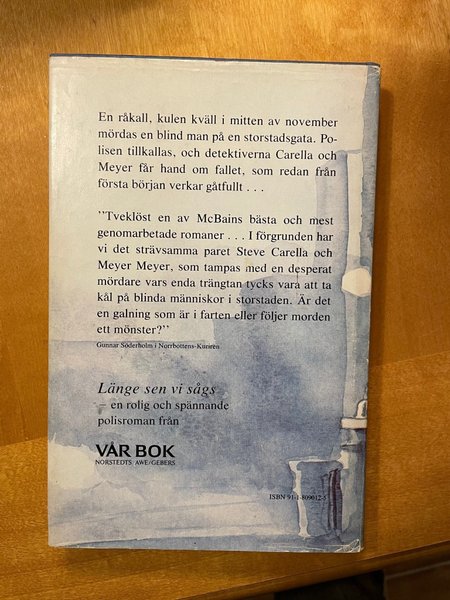 En råkall, kulen kväll i mitten av november
mördas en blind man på en storstadsgata. Po-
lisen tillkallas, och detektiverna Carella och
Meyer får hand om fallet, som redan från
första början verkar gåtfullt . . .
"Tveklöst en av McBains bästa och mest
genomarbetade romaner . . . I förgrunden har
vi det strävsamma paret Steve Carella och
Meyer Meyer, som tampas med en desperat
mördare vars enda trängtan tycks vara att ta
kål på blinda människor i storstaden. Är det
en galning som är i farten eller följer morden
ett mönster?"
Gunnar Söderholm i Norrbottens-Kuriren
Länge sen vi sågs
– en rolig och spännande
polisroman från
VÅR BOK
NORSTEDTS AWE/GEBERS
ISBN 91-1-809012-5